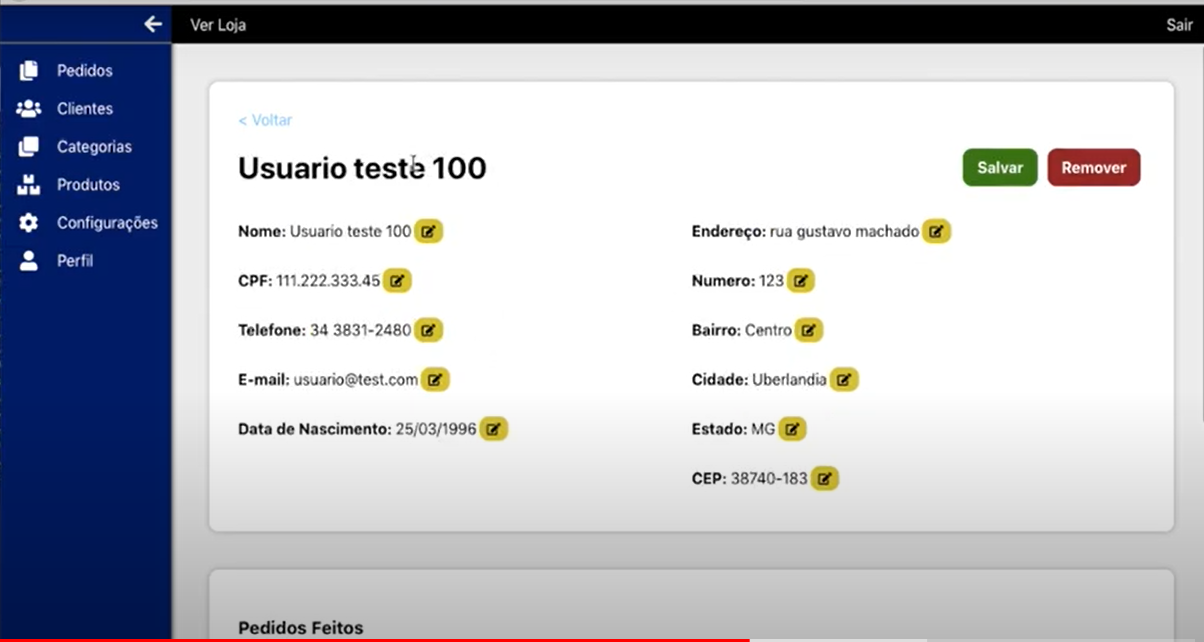 Ver Loja
Sair
Pedidos
Clientes
Categorias
Produtos
Configurações
Perfil
< Voltar
Usuario teste 100
Salvar
Remover
Nome: Usuario teste 100
CPF: 111.222.333.45
Telefone: 34 3831-2480
E-mail: usuario@test.com
Data de Nascimento: 25/03/1996
Endereço: rua gustavo machado
Numero: 123
Bairro: Centro
Cidade: Uberlandia
Estado: MG
CEP: 38740-183
Pedidos Feitos